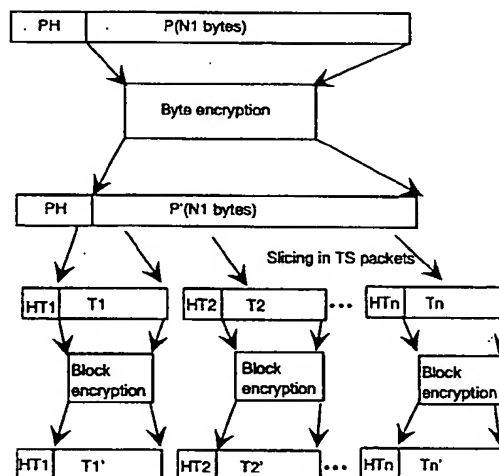 PH P(N1 bytes)
Byte encryption
PH P'(N1 bytes)
Slicing in TS packets
HT1 T1 HT2 T2 ... HTn Tn
Block encryption Block encryption Block encryption
HT1 T1' HT2 T2' ... HTn Tn'